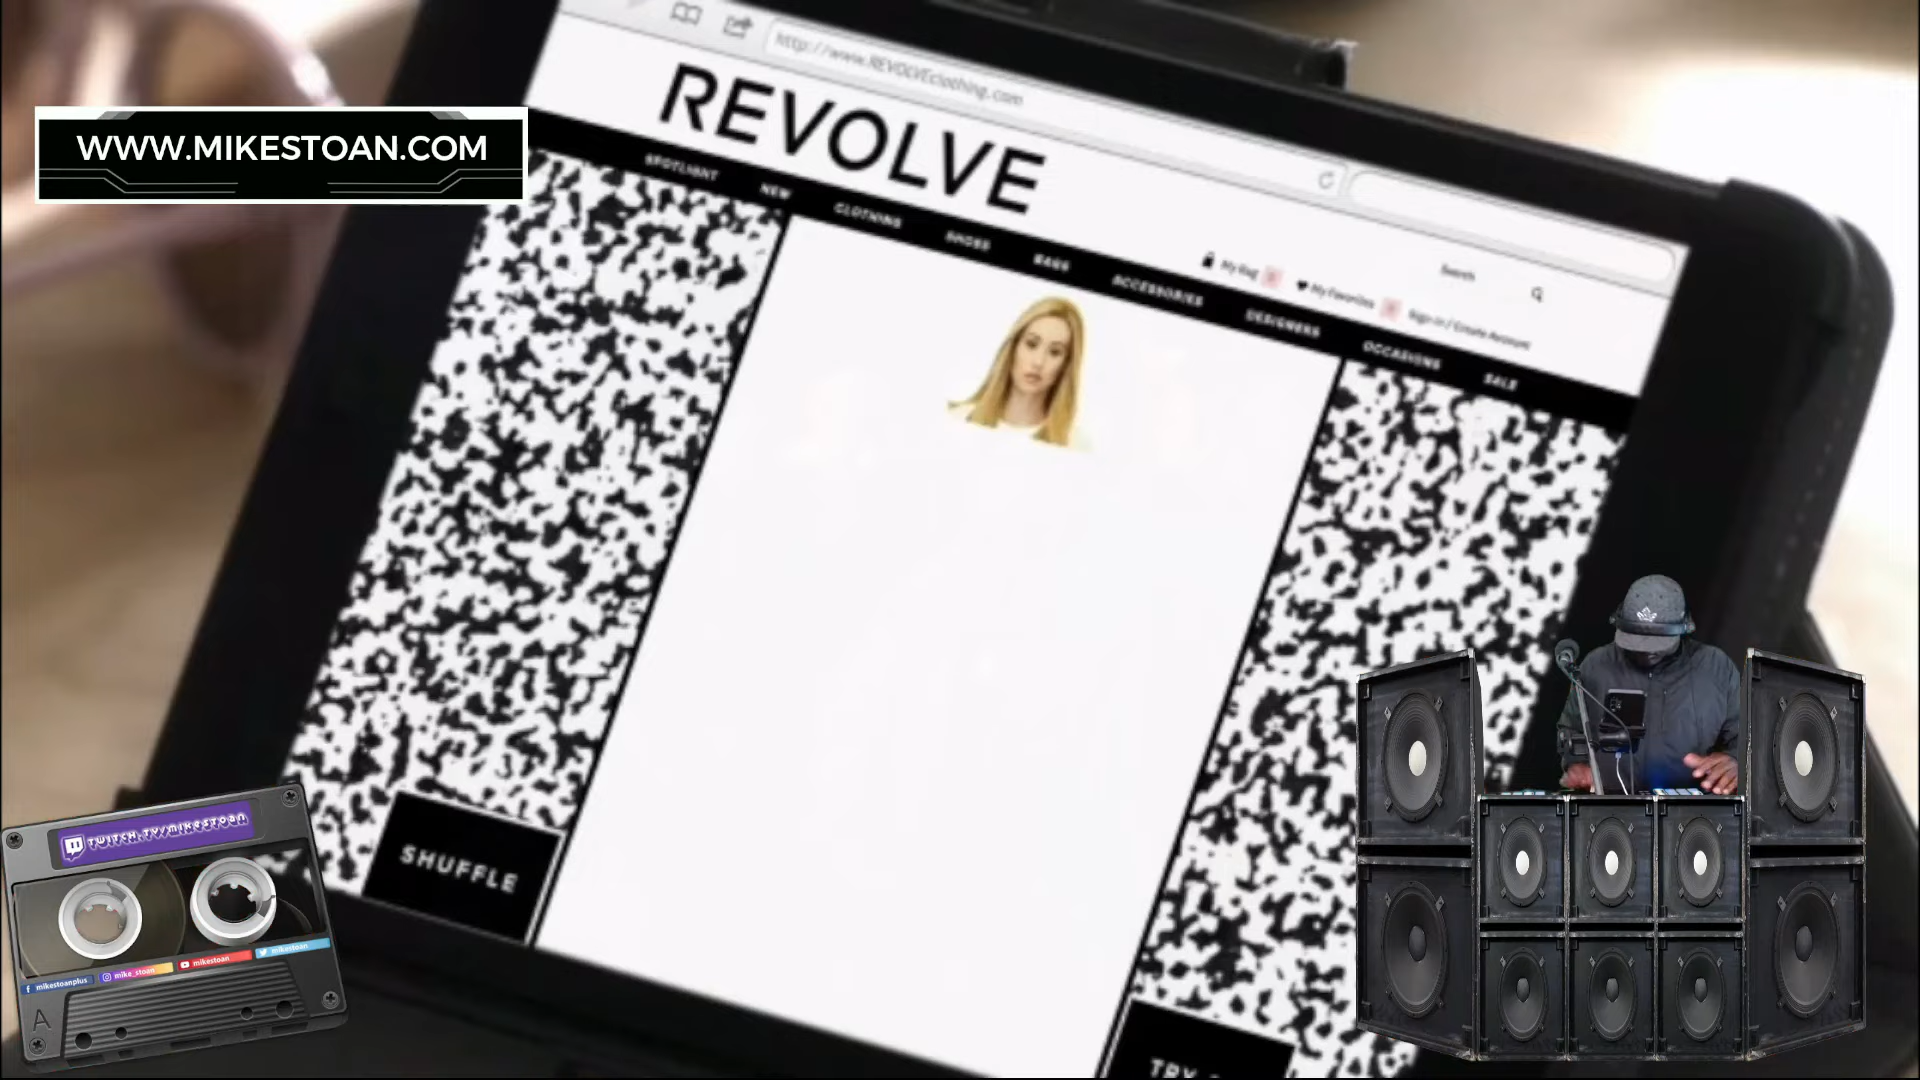 http://www.REVOLVEclothing.com
REVOLVE
WWW.MIKESTOAN.COM
SPOTLIGHT NEW CLOTHING SHOES BAGS ACCESSORIES DESIGNERS OCCASIONS SALE
My Bag My Favorites Sign In / Create Account
Search
SHUFFLE
TRY
TWITCH.TV/MIKESTOAN
mikestoanplus mike_stoan mikestoan mikestoan
A